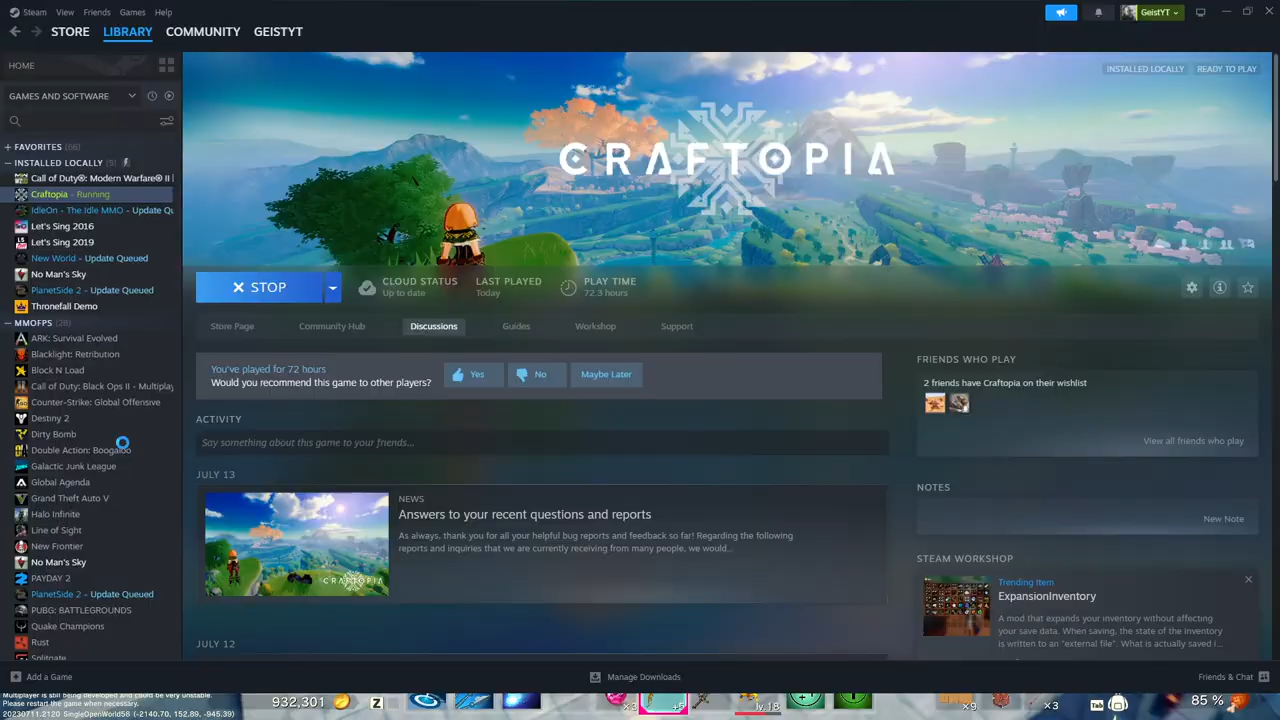 Steam View Friends Games Help
GeistYT
STORE LIBRARY COMMUNITY GEISTYT
HOME
INSTALLED LOCALLY READY TO PLAY
GAMES AND SOFTWARE
FAVORITES (66)
INSTALLED LOCALLY (9)
Call of Duty®: Modern Warfare® II
Craftopia - Running
IdleOn - The Idle MMO - Update Qu
Let's Sing 2016
Let's Sing 2019
New World - Update Queued
No Man's Sky
PlanetSide 2 - Update Queued
Thronefall Demo
MMOFPS (28)
ARK: Survival Evolved
Blacklight: Retribution
Block N Load
Call of Duty: Black Ops II - Multiplay
Counter-Strike: Global Offensive
Destiny 2
Dirty Bomb
Double Action: Boogaloo
Galactic Junk League
Global Agenda
Grand Theft Auto V
Halo Infinite
Line of Sight
New Frontier
No Man's Sky
PAYDAY 2
PlanetSide 2 - Update Queued
PUBG: BATTLEGROUNDS
Quake Champions
Rust
Splitgate
CRAFTOPIA
STOP
CLOUD STATUS
Up to date
LAST PLAYED
Today
PLAY TIME
72.3 hours
Store Page Community Hub Discussions Guides Workshop Support
You've played for 72 hours
Would you recommend this game to other players?
Yes No Maybe Later
ACTIVITY
Say something about this game to your friends...
JULY 13
CRAFTOPIA
NEWS
Answers to your recent questions and reports
As always, thank you for all your helpful bug reports and feedback so far! Regarding the following
reports and inquiries that we are currently receiving from many people, we would...
JULY 12
FRIENDS WHO PLAY
2 friends have Craftopia on their wishlist
View all friends who play
NOTES
New Note
STEAM WORKSHOP
Trending Item
ExpansionInventory
A mod that expands your inventory without affecting
your save data. When saving, the state of the inventory
is written to an "external file". What is actually saved i...
Add a Game
Manage Downloads
Friends & Chat
Multiplayer is still being developed and could be very unstable.
Please restart the game when needed.
20230711.2120 SingleOpenWorld58 (-2140.70, 152.89, -945.39)
932,301
Z
×3
+5
lv.18
×9
×3
Tab
85 %